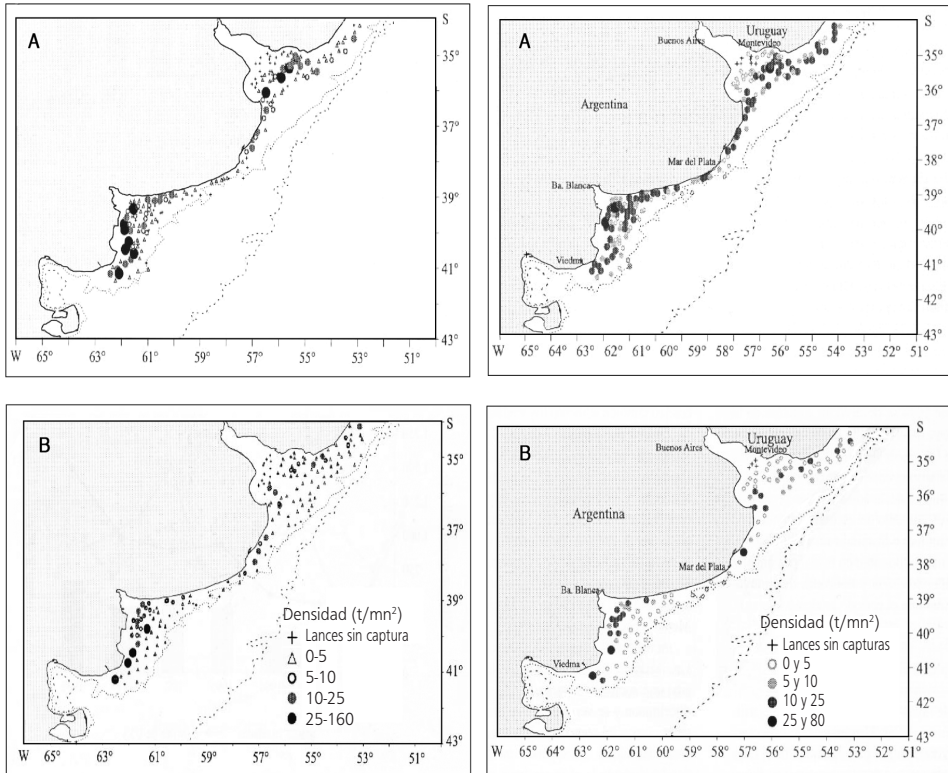 A
S
35°
37°
39°
41°
43°
W 65° 63° 61° 59° 57° 55° 53° 51°
A
S
Uruguay
Buenos Aires
Montevideo
Argentina
Mar del Plata
Ba. Blanca
Viedma
35°
36°
37°
38°
39°
40°
41°
42°
43°
W 65° 64° 63° 62° 61° 60° 59° 58° 57° 56° 55° 54° 53° 52° 51°
B
S
35°
37°
39°
41°
43°
Densidad (t/mn²)
Lances sin captura
0-5
5-10
10-25
25-160
W 65° 63° 61° 59° 57° 55° 53° 51°
B
S
Uruguay
Buenos Aires
Montevideo
Argentina
Mar del Plata
Ba. Blanca
Viedma
35°
36°
37°
38°
39°
40°
41°
42°
43°
Densidad (t/mn²)
Lances sin capturas
0 y 5
5 y 10
10 y 25
25 y 80
W 65° 64° 63° 62° 61° 60° 59° 58° 57° 56° 55° 54° 53° 52° 51°